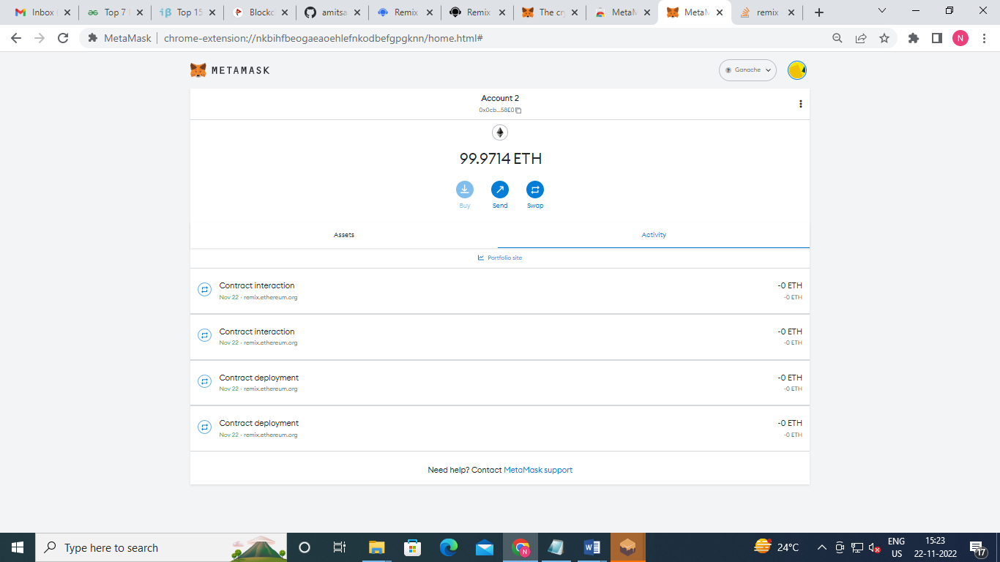 Inbox
Top 7
Top 15
Blockc
amitsa
Remix
Remix
The cry
MetaM
MetaM
remix
MetaMask | chrome-extension://nkbihfbeogaeaoehlefnkodbefgpgknn/home.html#
N
METAMASK
? Ganache
Account 2
0x0cb...58E0
99.9714 ETH
Buy Send Swap
Assets Activity
Portfolio site
Contract interaction -0 ETH
Nov 22 · remix.ethereum.org -0 ETH
Contract interaction -0 ETH
Nov 22 · remix.ethereum.org -0 ETH
Contract deployment -0 ETH
Nov 22 · remix.ethereum.org -0 ETH
Contract deployment -0 ETH
Nov 22 · remix.ethereum.org -0 ETH
Need help? Contact MetaMask support
Type here to search
24°C
ENG
US
15:23
22-11-2022
17